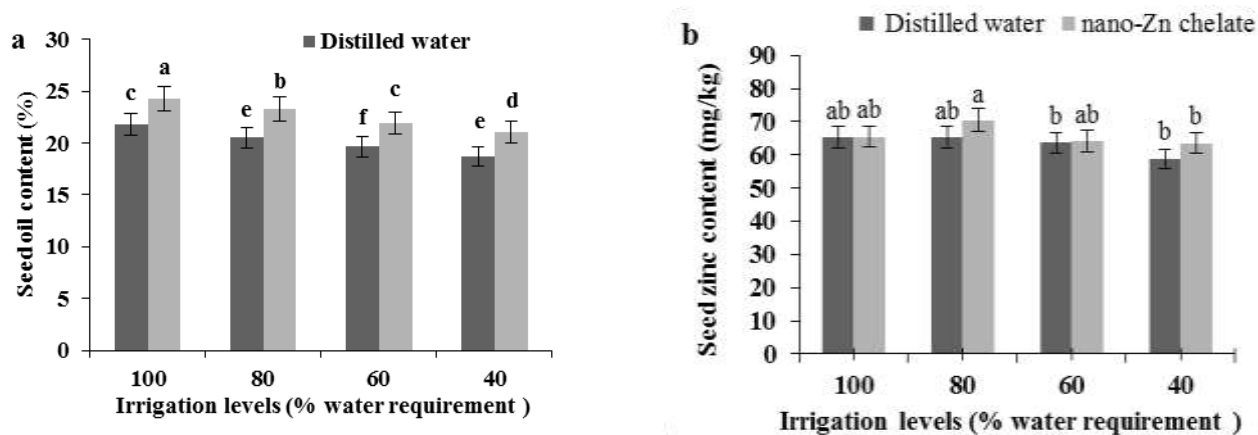 a
30
25
20
15
10
5
0
Seed oil content (%)
Distilled water
c a e b f c e d
100 80 60 40
Irrigation levels (% water requirement )
b
90
80
70
60
50
40
30
20
10
0
Seed zinc content (mg/kg)
Distilled water nano-Zn chelate
ab ab ab a b ab b b
100 80 60 40
Irrigation levels (% water requirement )